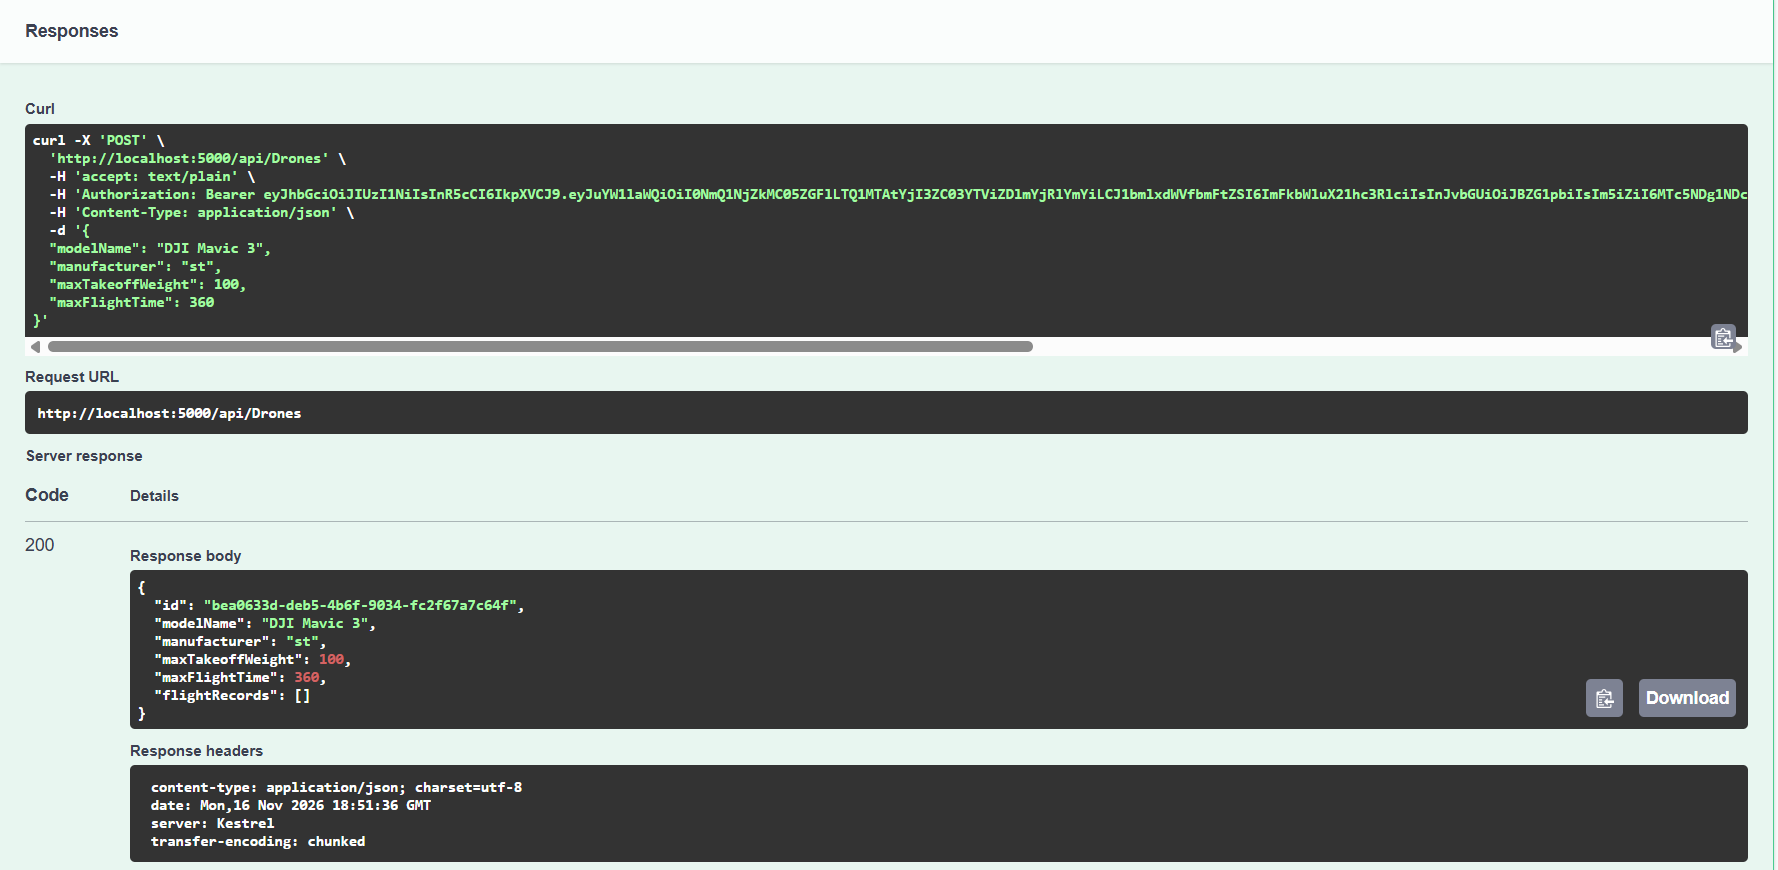 Responses
Curl
curl -X 'POST' \
'http://localhost:5000/api/Drones' \
-H 'accept: text/plain' \
-H 'Authorization: Bearer eyJhbGciOiJIUzI1NiIsInR5cCI6IkpXVCJ9.eyJuYW1laWQiOiI0NmQ1NjZkMC05ZGF1LTQ1MTAtYjI3ZC03YTViZDlmYjRlYmYiLCJ1bmlxdWVfbmFtZSI6ImFkbWluX21hc3RlciIsInJvbGUiOiJBZG1pbiIsIm5iZiI6MTc5NDg1NDc
-H 'Content-Type: application/json' \
-d '{
"modelName": "DJI Mavic 3",
"manufacturer": "st",
"maxTakeoffWeight": 100,
"maxFlightTime": 360
}'
Request URL
http://localhost:5000/api/Drones
Server response
Code Details
200
Response body
{
"id": "bea0633d-deb5-4b6f-9034-fc2f67a7c64f",
"modelName": "DJI Mavic 3",
"manufacturer": "st",
"maxTakeoffWeight": 100,
"maxFlightTime": 360,
"flightRecords": []
}
Download
Response headers
content-type: application/json; charset=utf-8
date: Mon,16 Nov 2026 18:51:36 GMT
server: Kestrel
transfer-encoding: chunked